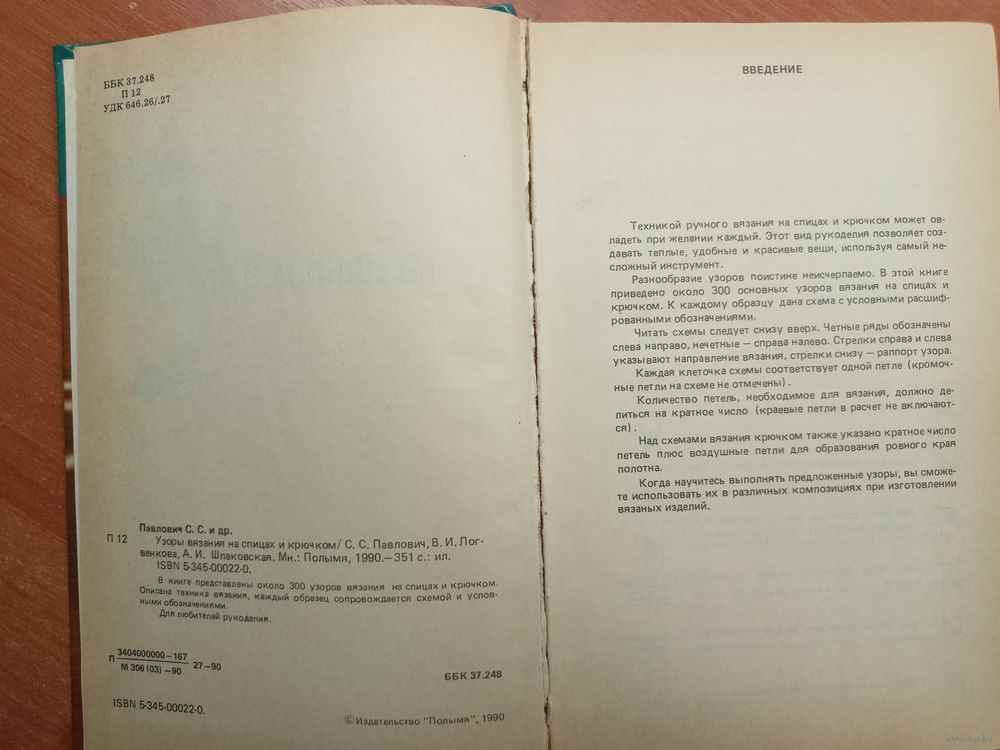 ББК 37.248
П 12
УДК 646.26/.27
Павлович С. С. и др.
П 12 Узоры вязания на спицах и крючком/ С. С. Павлович, В. И. Лог-
венкова, А. И. Шпаковская. Мн.: Полымя, 1990.—351 с.: ил.
ISBN 5-345-00022-0.
В книге представлены около 300 узоров вязания на спицах и крючком.
Описана техника вязания, каждый образец сопровождается схемой и услов-
ными обозначениями.
Для любителей рукоделия.
П 3404000000—167
М 306 (03) —90 27—90
ББК 37.248
ISBN 5-345-00022-0.
© Издательство "Полымя", 1990
ВВЕДЕНИЕ
Техникой ручного вязания на спицах и крючком может ов-
ладеть при желании каждый. Этот вид рукоделия позволяет соз-
давать теплые, удобные и красивые вещи, используя самый не-
сложный инструмент.
Разнообразие узоров поистине неисчерпаемо. В этой книге
приведено около 300 основных узоров вязания на спицах и
крючком. К каждому образцу дана схема с условными расшиф-
рованными обозначениями.
Читать схемы следует снизу вверх. Четные ряды обозначены
слева направо, нечетные — справа налево. Стрелки справа и слева
указывают направление вязания, стрелки снизу — раппорт узора.
Каждая клеточка схемы соответствует одной петле (кромоч-
ные петли на схеме не отмечены) .
Количество петель, необходимое для вязания, должно де-
литься на кратное число (краевые петли в расчет не включают-
ся) .
Над схемами вязания крючком также указано кратное число
петель плюс воздушные петли для образования ровного края
полотна.
Когда научитесь выполнять предложенные узоры, вы сможе-
те использовать их в различных композициях при изготовлении
вязаных изделий.
www.ay.by